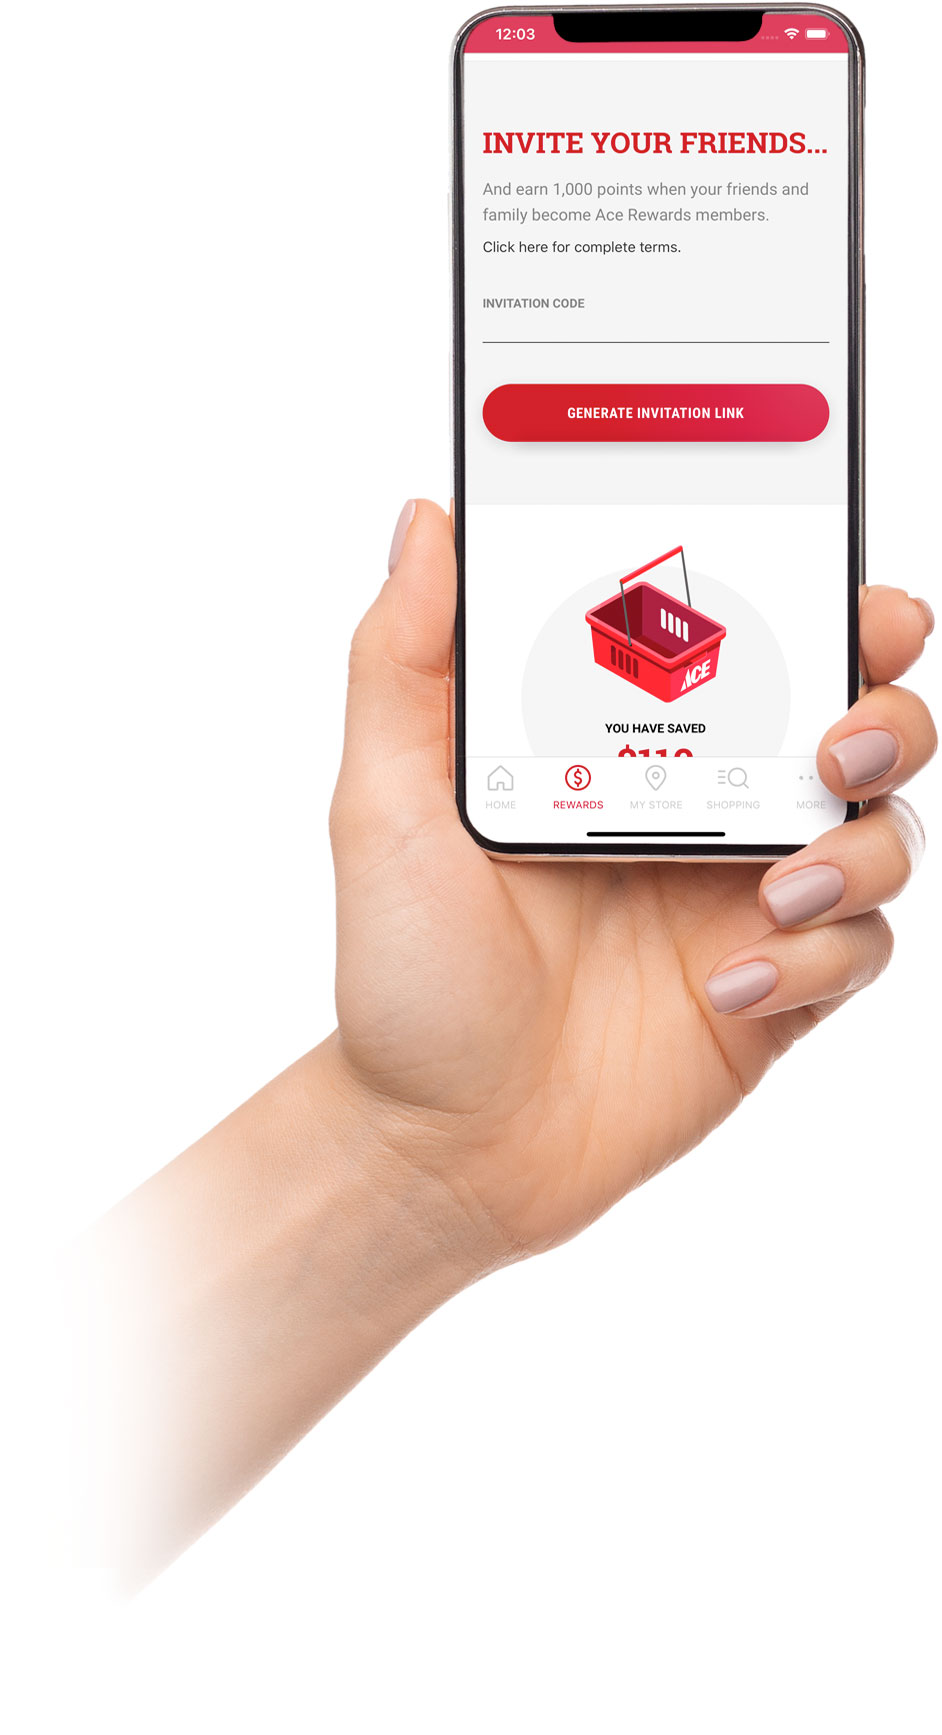 12:03
INVITE YOUR FRIENDS...
And earn 1,000 points when your friends and
family become Ace Rewards members.
Click here for complete terms.
INVITATION CODE
GENERATE INVITATION LINK
ACE
YOU HAVE SAVED
HOME
REWARDS
MY STORE
SHOPPING
MORE